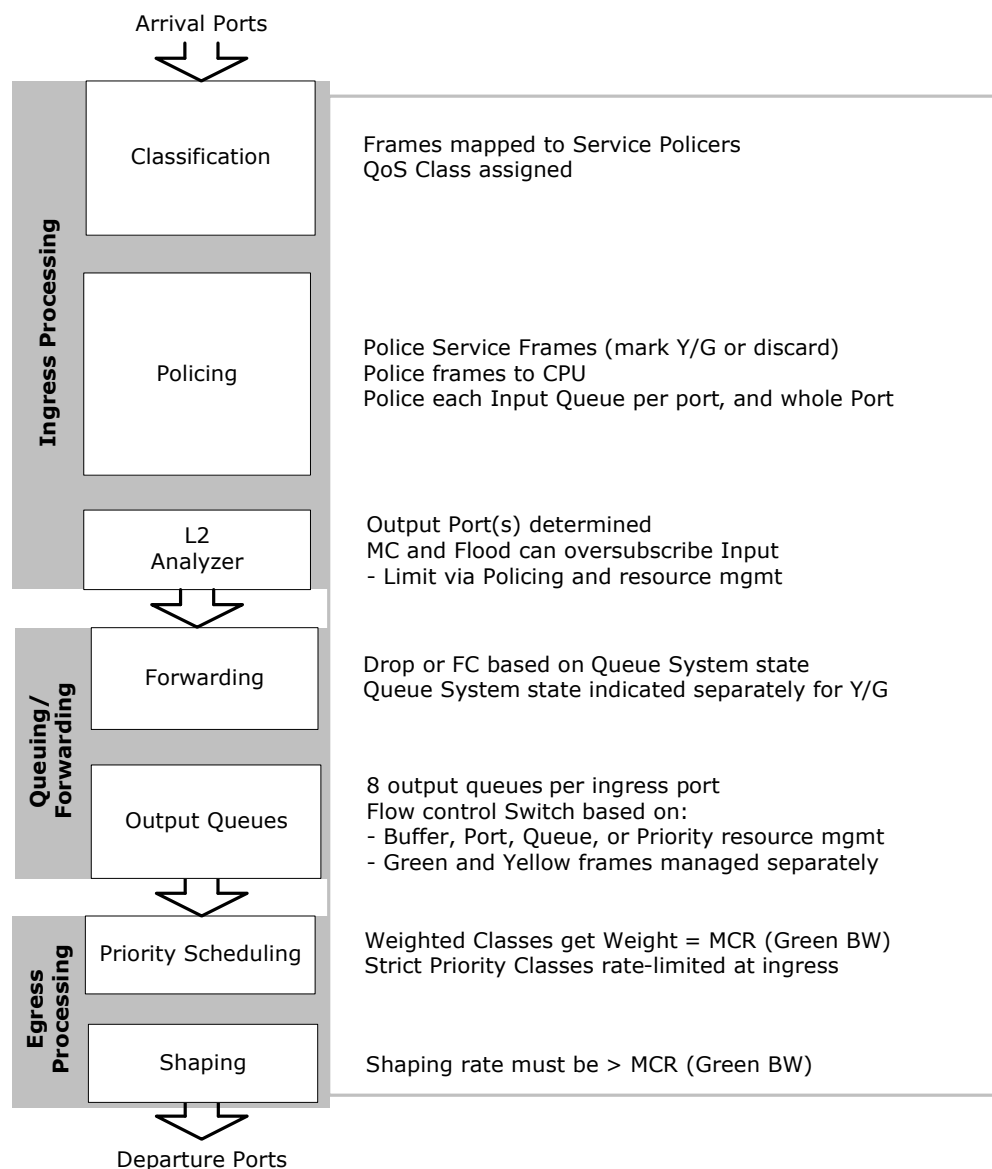 Arrival Ports
Ingress Processing
Classification
Frames mapped to Service Policers
QoS Class assigned
Policing
Police Service Frames (mark Y/G or discard)
Police frames to CPU
Police each Input Queue per port, and whole Port
L2
Analyzer
Output Port(s) determined
MC and Flood can oversubscribe Input
- Limit via Policing and resource mgmt
Queuing/
Forwarding
Forwarding
Drop or FC based on Queue System state
Queue System state indicated separately for Y/G
Output Queues
8 output queues per ingress port
Flow control Switch based on:
- Buffer, Port, Queue, or Priority resource mgmt
- Green and Yellow frames managed separately
Egress
Processing
Priority Scheduling
Weighted Classes get Weight = MCR (Green BW)
Strict Priority Classes rate-limited at ingress
Shaping
Shaping rate must be > MCR (Green BW)
Departure Ports